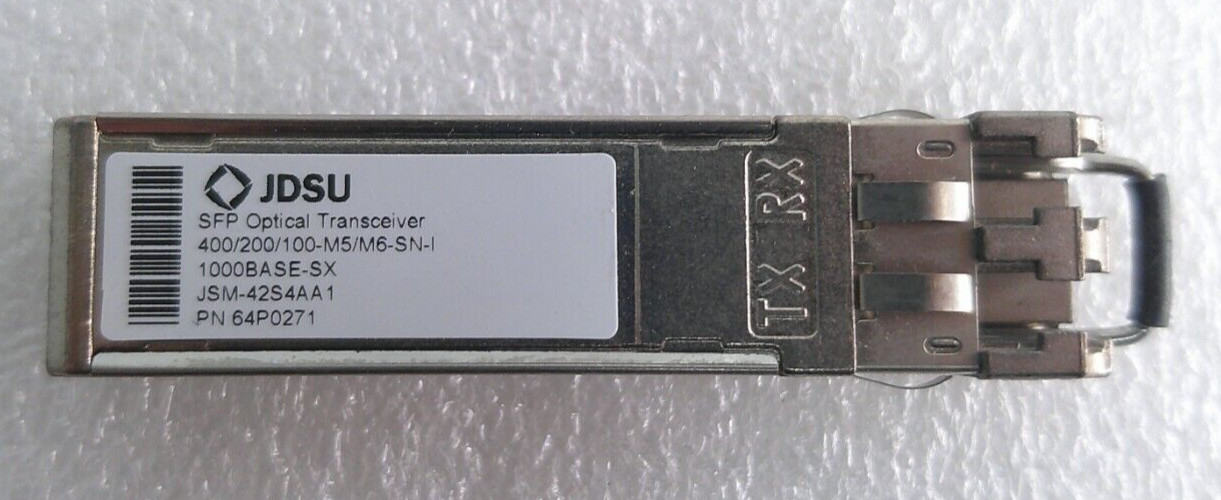 JDSU
SFP Optical Transceiver
400/200/100-M5/M6-SN-I
1000BASE-SX
JSM-42S4AA1
PN 64P0271
TX RX